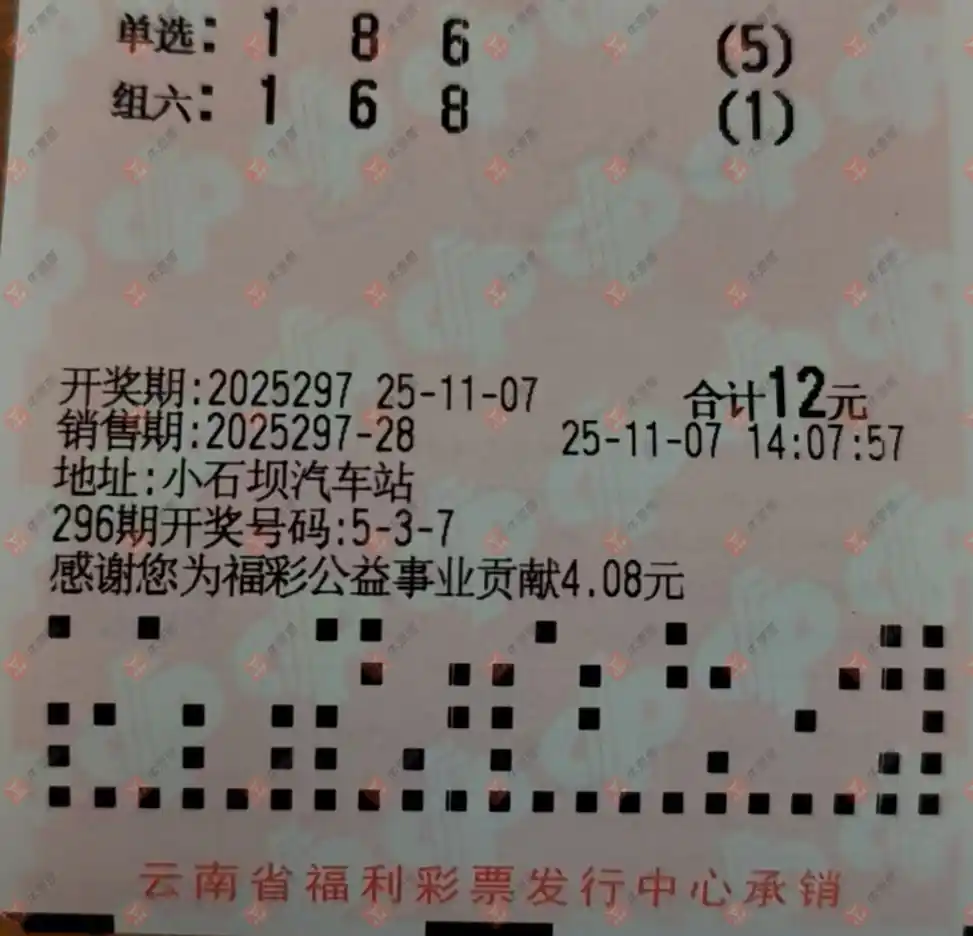 单选: 1 8 6 (5)
组六: 1 6 8 (1)
开奖期:2025297 25-11-07 合计12元
销售期:2025297-28 25-11-07 14:07:57
地址:小石坝汽车站
296期开奖号码:5-3-7
感谢您为福彩公益事业贡献4.08元
云南省福利彩票发行中心承销